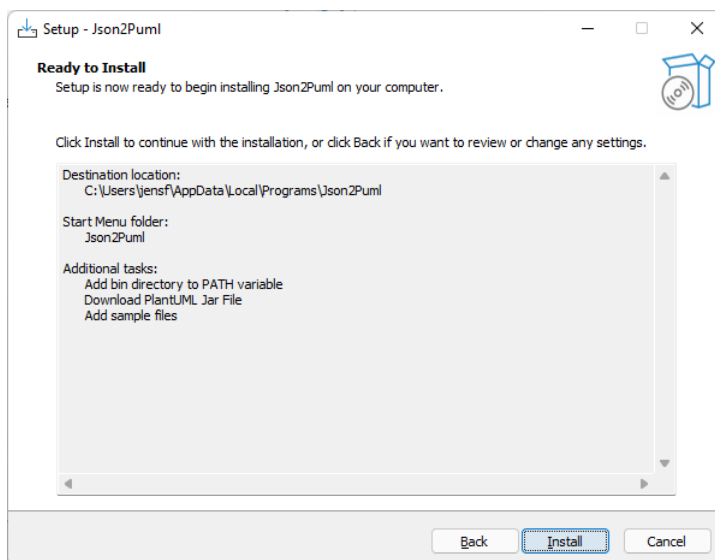 Setup - Json2Puml
Ready to Install
Setup is now ready to begin installing Json2Puml on your computer.
Click Install to continue with the installation, or click Back if you want to review or change any settings.
Destination location:
C:\Users\jensf\AppData\Local\Programs\Json2Puml
Start Menu folder:
Json2Puml
Additional tasks:
Add bin directory to PATH variable
Download PlantUML Jar File
Add sample files
Back Install Cancel